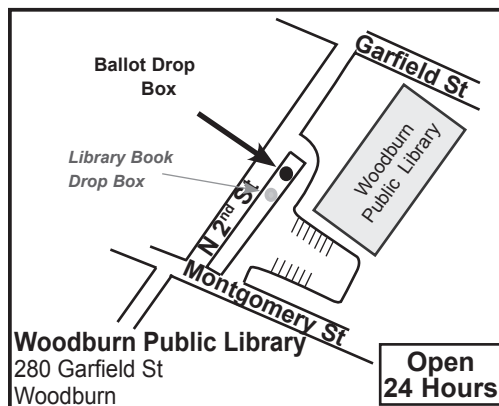 Garfield St
Ballot Drop
Box
Library Book
Drop Box
Woodburn
Public Library
N 2nd St
Montgomery St
Woodburn Public Library
280 Garfield St
Woodburn
Open
24 Hours